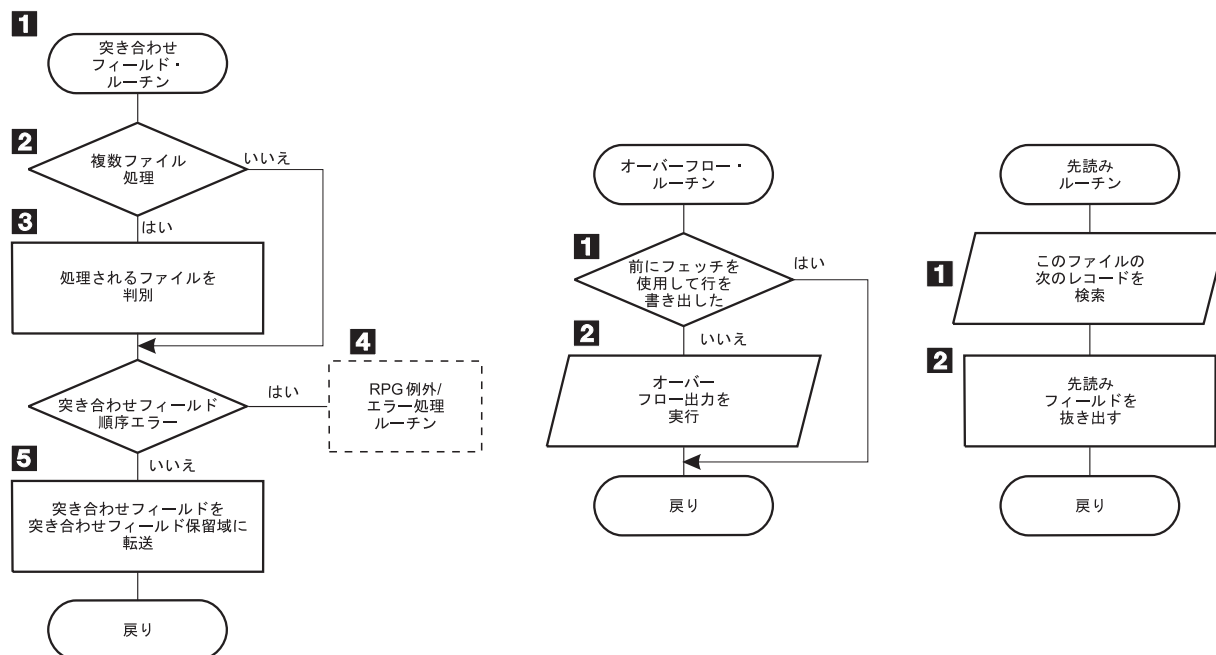 1
突き合わせ
フィールド・
ルーチン
2
複数ファイル
処理
いいえ
はい
3
処理されるファイルを
判別
突き合わせフィールド
順序エラー
はい
4
RPG 例外/
エラー処理
ルーチン
いいえ
5
突き合わせフィールドを
突き合わせフィールド保留域に
転送
戻り
オーバーフロー・
ルーチン
1
前にフェッチを
使用して行を
書き出した
はい
いいえ
2
オーバー
フロー出力を
実行
戻り
先読み
ルーチン
1
このファイルの
次のレコードを
検索
2
先読み
フィールドを
抜き出す
戻り